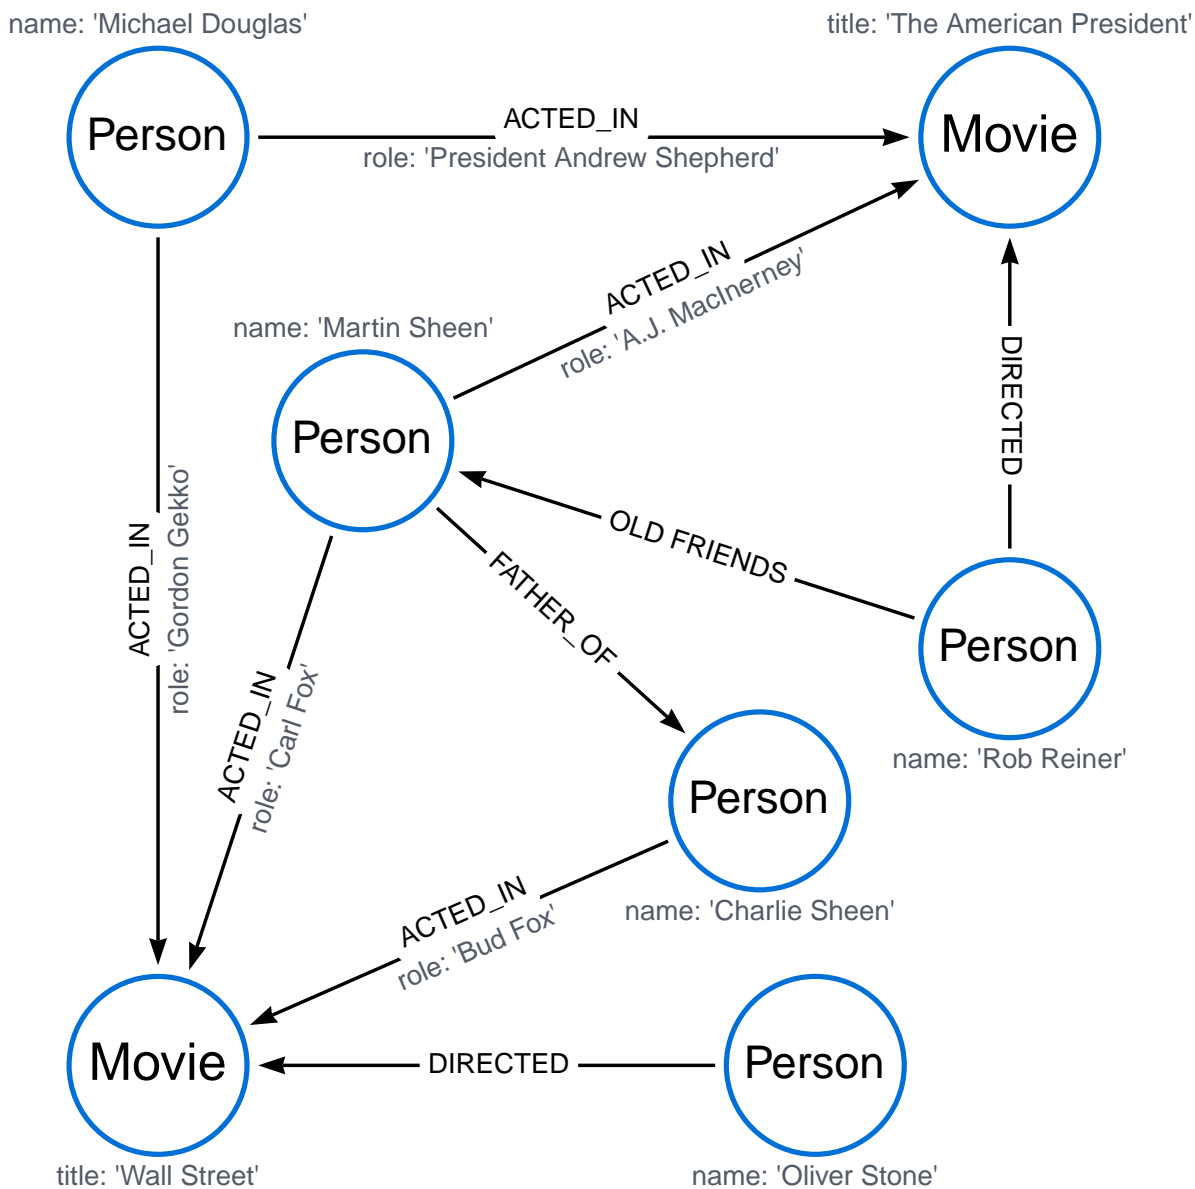 name: 'Michael Douglas'
title: 'The American President'
Person
ACTED_IN
role: 'President Andrew Shepherd'
Movie
ACTED_IN
role: 'A.J. MacInerney'
name: 'Martin Sheen'
Person
DIRECTED
ACTED_IN
role: 'Gordon Gekko'
OLD FRIENDS
FATHER_OF
Person
name: 'Rob Reiner'
ACTED_IN
role: 'Carl Fox'
Person
name: 'Charlie Sheen'
ACTED_IN
role: 'Bud Fox'
Movie
title: 'Wall Street'
DIRECTED
Person
name: 'Oliver Stone'